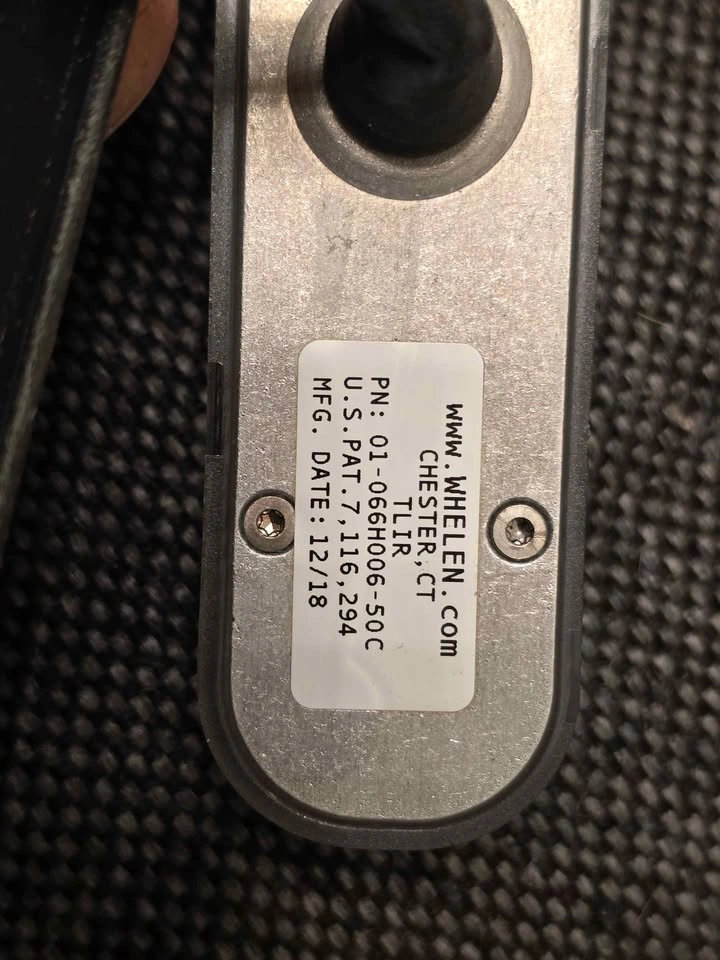 www.WHELEN.com
CHESTER,CT
TLIR
PN: 01-066H006-50C
U.S.PAT.7,116,294
MFG. DATE:12/18